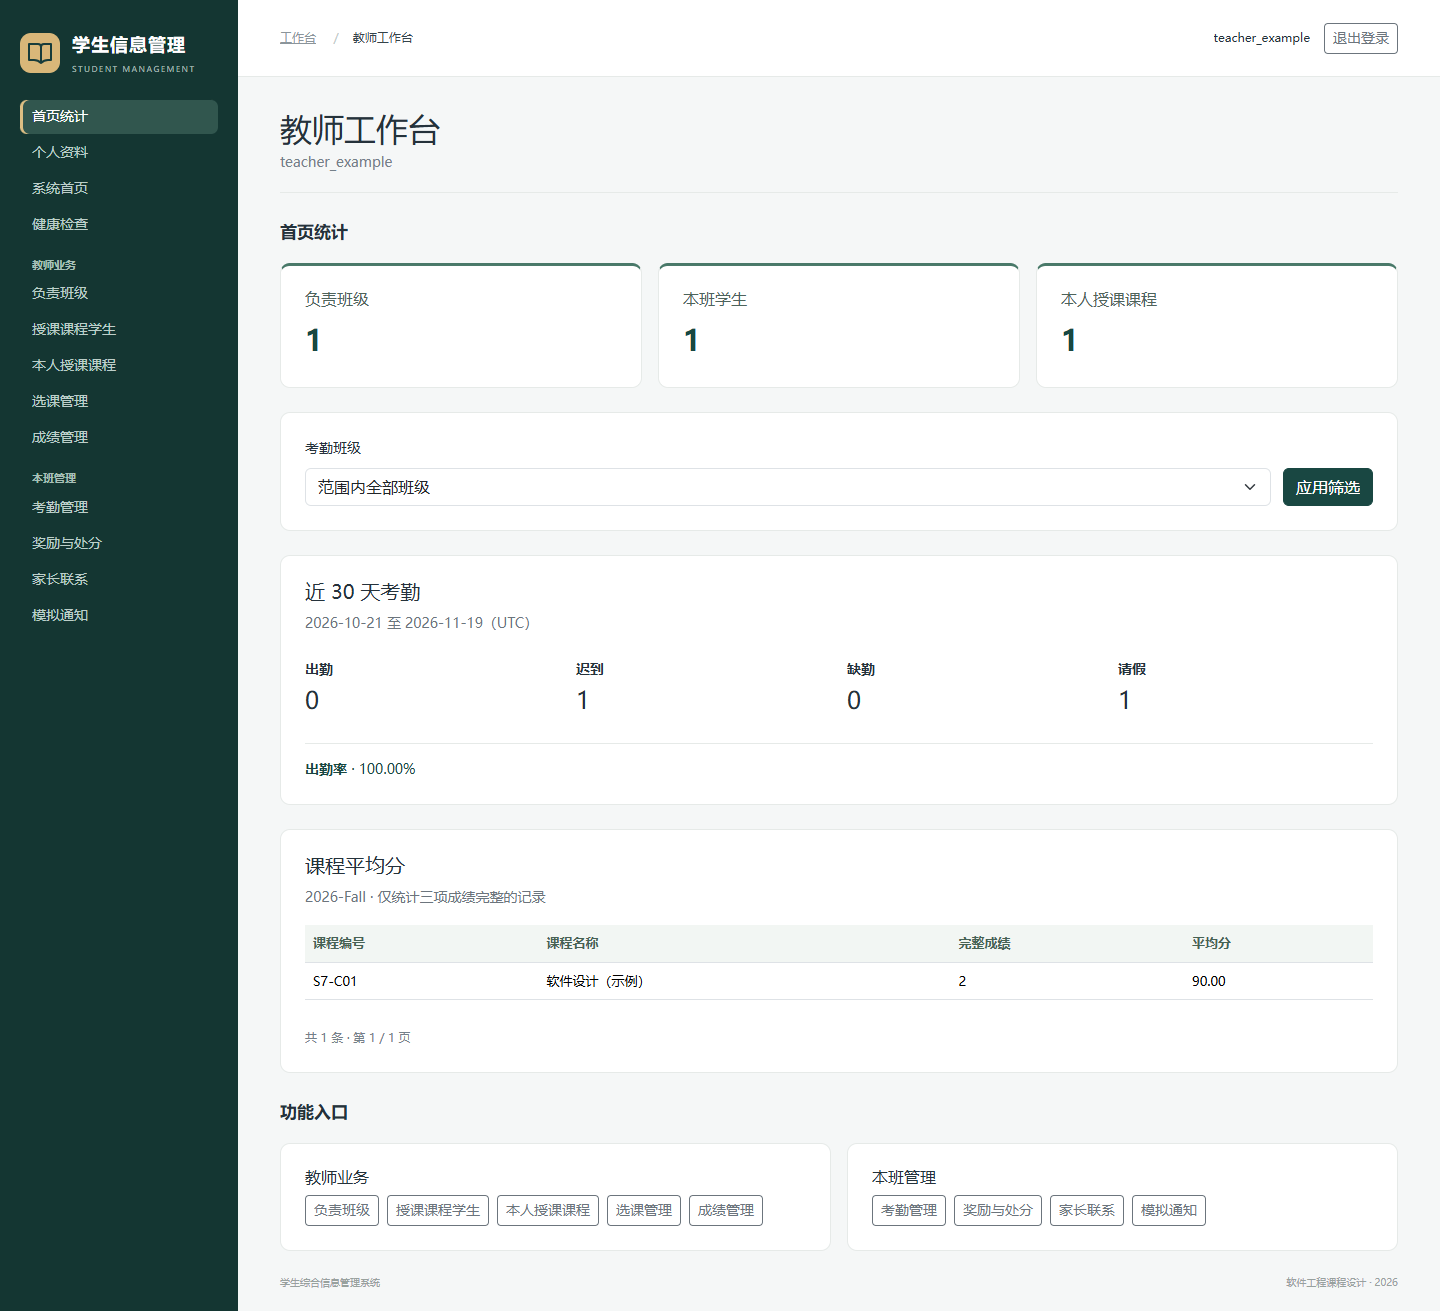 学生信息管理
STUDENT MANAGEMENT
首页统计
个人资料
系统首页
健康检查
教师业务
负责班级
授课课程学生
本人授课课程
选课管理
成绩管理
本班管理
考勤管理
奖励与处分
家长联系
模拟通知
工作台 / 教师工作台
teacher_example 退出登录
教师工作台
teacher_example
首页统计
负责班级 本班学生 本人授课课程
1 1 1
考勤班级
范围内全部班级 应用筛选
近 30 天考勤
2026-10-21 至 2026-11-19（UTC）
出勤 迟到 缺勤 请假
0 1 0 1
出勤率 · 100.00%
课程平均分
2026-Fall · 仅统计三项成绩完整的记录
课程编号 课程名称 完整成绩 平均分
S7-C01 软件设计（示例） 2 90.00
共 1 条 · 第 1 / 1 页
功能入口
教师业务
负责班级 授课课程学生 本人授课课程 选课管理 成绩管理
本班管理
考勤管理 奖励与处分 家长联系 模拟通知
学生综合信息管理系统
软件工程课程设计 · 2026